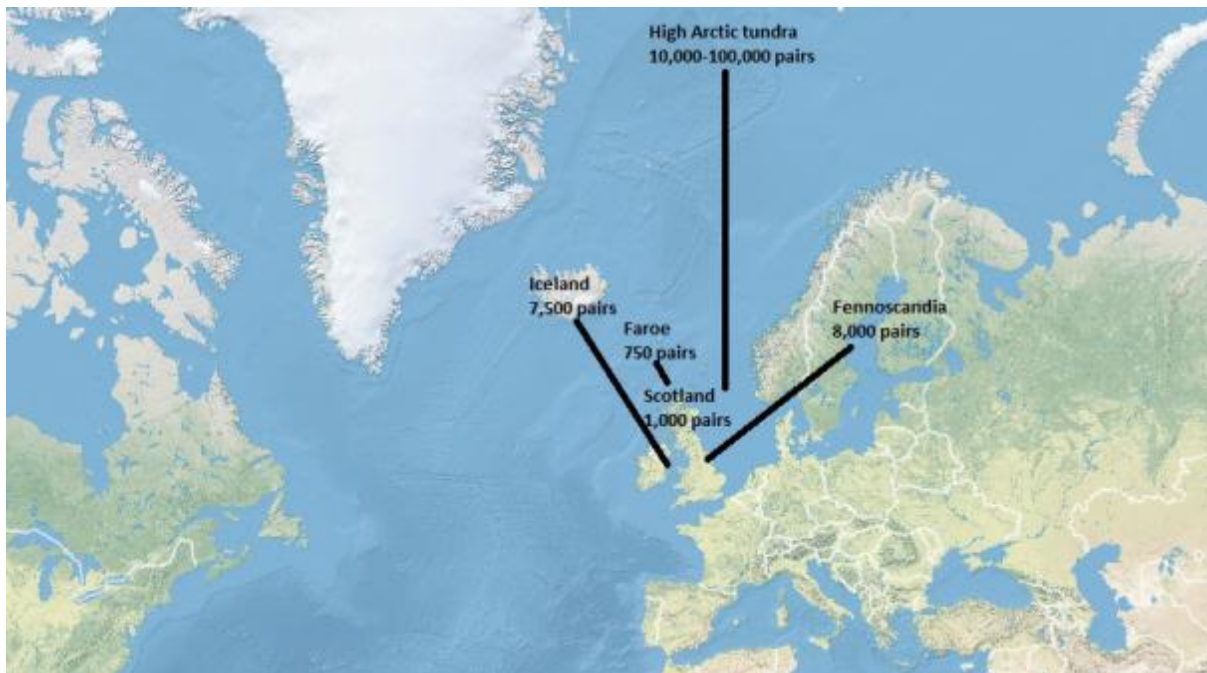 High Arctic tundra
10,000-100,000 pairs
Iceland
7,500 pairs
Fennoscandia
8,000 pairs
Faroe
750 pairs
Scotland
1,000 pairs